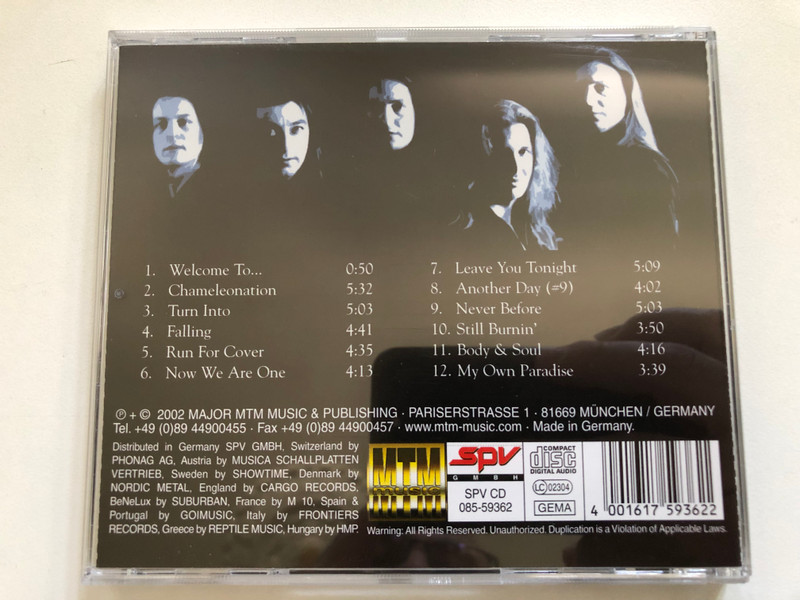 1. Welcome To... 0:50
2. Chameleonation 5:32
3. Turn Into 5:03
4. Falling 4:41
5. Run For Cover 4:35
6. Now We Are One 4:13
7. Leave You Tonight 5:09
8. Another Day (=9) 4:02
9. Never Before 5:03
10. Still Burnin' 3:50
11. Body & Soul 4:16
12. My Own Paradise 3:39
℗ + © 2002 MAJOR MTM MUSIC & PUBLISHING · PARISERSTRASSE 1 · 81669 MÜNCHEN / GERMANY
Tel. +49 (0)89 44900455 · Fax +49 (0)89 44900457 · www.mtm-music.com · Made in Germany.
Distributed in Germany SPV GMBH, Switzerland by
PHONAG AG, Austria by MUSICA SCHALLPLATTEN
VERTRIEB, Sweden by SHOWTIME, Denmark by
NORDIC METAL, England by CARGO RECORDS,
BeNeLux by SUBURBAN, France by M 10, Spain &
Portugal by GOIMUSIC, Italy by FRONTIERS
RECORDS, Greece by REPTILE MUSIC, Hungary by HMP.
MTM
MUSIC
SPV
GMBH
SPV CD
085-59362
COMPACT
disc
DIGITAL AUDIO
LC 02304
GEMA
4 001617 593622
Warning: All Rights Reserved. Unauthorized. Duplication is a Violation of Applicable Laws.